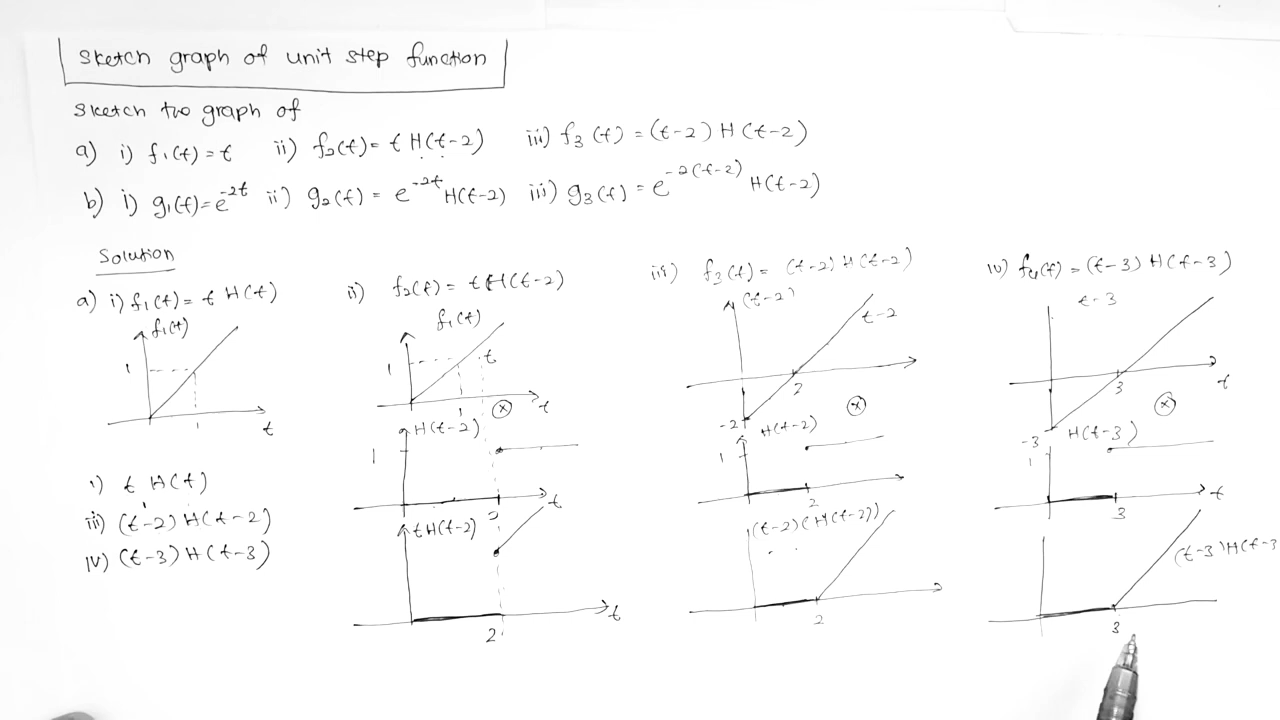 Sketch graph of unit step function
Sketch two graph of
a) i) f₁(t)=t ii) f₂(t)= t H(t-2) iii) f₃(t)=(t-2) H(t-2)
b) i) g₁(t)=e^-2t ii) g₂(t) = e^-2t H(t-2) iii) g₃(t) = e^-2(t-2) H(t-2)
Solution
a) i) f₁(t)= t H(t)
ii) f₂(t)= t H(t-2)
iii) f₃(t)= (t-2) H(t-2)
iv) f₄(t) = (t-3) H(t-3)
f₁(t)
1
1
t
i) t H(t)
iii) (t-2) H(t-2)
iv) (t-3) H(t-3)
f₁(t)
1
t
1
x
t
H(t-2)
1
2
t
t H(t-2)
2
t
(t-2)
t-2
2
-2
x
H(t-2)
1
2
(t-2)(H(t-2))
2
t-3
3
t
-3
x
H(t-3)
1
3
t
(t-3)H(t-3
3